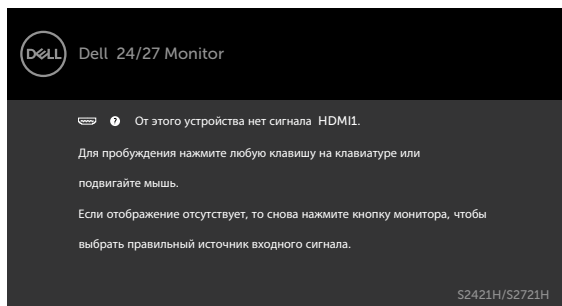 DELL
Dell 24/27 Monitor
? От этого устройства нет сигнала HDMI1.
Для пробуждения нажмите любую клавишу на клавиатуре или
подвигайте мышь.
Если отображение отсутствует, то снова нажмите кнопку монитора, чтобы
выбрать правильный источник входного сигнала.
S2421H/S2721H